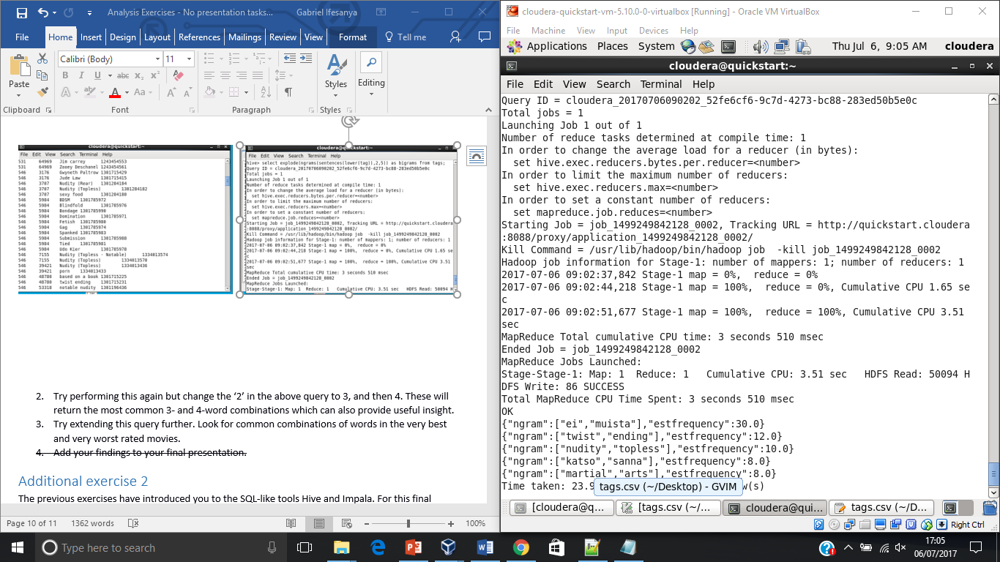 Analysis Exercises - No presentation tasks...
Gabriel Ifesanya
File Home Insert Design Layout References Mailings Review View Format Tell me
Calibri (Body) 11
Paste
B I U abc x₂ x²
A A Aa A A
Styles
Editing
Clipboard Font Paragraph Styles
cloudera@quickstart:~
File Edit View Search Terminal Help
531 64969 Jim carrey 1243454553
531 64969 Zooey Deschanel 1243454561
546 3176 Gwyneth Paltrow 1301715429
546 3176 Jude Law 1301715415
546 3707 Nudity (Rear) 1301204184
546 3707 Nudity (Topless) 1301204182
546 3707 sexy food 1301204180
546 5984 BDSM 1301785972
546 5984 Blindfold 1301785976
546 5984 Bondage 1301785990
546 5984 Domination 1301785971
546 5984 Fetish 1301785980
546 5984 Gag 1301785974
546 5984 Spanked 1301785983
546 5984 Submission 1301785988
546 5984 Tied 1301785981
546 5984 Udo Kier 1301785978
546 7155 Nudity (Topless - Notable) 1334013574
546 7155 Nudity (Topless) 1334013570
546 39421 Nudity (Topless) 1334013436
546 39421 porn 1334013433
546 48780 based on a book 1301715225
546 48780 twist ending 1301715231
546 53318 notable nudity 1301196436
cloudera@quickstart:~
File Edit View Search Terminal Help
hive> select explode(ngrams(sentences(lower(tag)),2,5)) as bigrams from tags;
Query ID = cloudera_20170706090202_52fe6cf6-9c7d-4273-bc88-283ed50b5e0c
Total jobs = 1
Launching Job 1 out of 1
Number of reduce tasks determined at compile time: 1
In order to change the average load for a reducer (in bytes):
set hive.exec.reducers.bytes.per.reducer=<number>
In order to limit the maximum number of reducers:
set hive.exec.reducers.max=<number>
In order to set a constant number of reducers:
set mapreduce.job.reduces=<number>
Starting Job = job_1499249842128_0002, Tracking URL = http://quickstart.cloudera
:8088/proxy/application_1499249842128_0002/
Kill Command = /usr/lib/hadoop/bin/hadoop job -kill job_1499249842128_0002
Hadoop job information for Stage-1: number of mappers: 1; number of reducers: 1
2017-07-06 09:02:37,842 Stage-1 map = 0%, reduce = 0%
2017-07-06 09:02:44,218 Stage-1 map = 100%, reduce = 0%, Cumulative CPU 1.65 se
c
2017-07-06 09:02:51,677 Stage-1 map = 100%, reduce = 100%, Cumulative CPU 3.51
sec
MapReduce Total cumulative CPU time: 3 seconds 510 msec
Ended Job = job_1499249842128_0002
MapReduce Jobs Launched:
Stage-Stage-1: Map: 1 Reduce: 1 Cumulative CPU: 3.51 sec HDFS Read: 50094 H
2. Try performing this again but change the ‘2’ in the above query to 3, and then 4. These will
return the most common 3- and 4-word combinations which can also provide useful insight.
3. Try extending this query further. Look for common combinations of words in the very best
and very worst rated movies.
4. Add your findings to your final presentation.
Additional exercise 2
The previous exercises have introduced you to the SQL-like tools Hive and Impala. For this final
Page 10 of 11 1362 words 100%
cloudera-quickstart-vm-5.10.0-0-virtualbox [Running] - Oracle VM VirtualBox
File Machine View Input Devices Help
Applications Places System Thu Jul 6, 9:05 AM cloudera
cloudera@quickstart:~
File Edit View Search Terminal Help
Query ID = cloudera_20170706090202_52fe6cf6-9c7d-4273-bc88-283ed50b5e0c
Total jobs = 1
Launching Job 1 out of 1
Number of reduce tasks determined at compile time: 1
In order to change the average load for a reducer (in bytes):
set hive.exec.reducers.bytes.per.reducer=<number>
In order to limit the maximum number of reducers:
set hive.exec.reducers.max=<number>
In order to set a constant number of reducers:
set mapreduce.job.reduces=<number>
Starting Job = job_1499249842128_0002, Tracking URL = http://quickstart.cloudera
:8088/proxy/application_1499249842128_0002/
Kill Command = /usr/lib/hadoop/bin/hadoop job -kill job_1499249842128_0002
Hadoop job information for Stage-1: number of mappers: 1; number of reducers: 1
2017-07-06 09:02:37,842 Stage-1 map = 0%, reduce = 0%
2017-07-06 09:02:44,218 Stage-1 map = 100%, reduce = 0%, Cumulative CPU 1.65 se
c
2017-07-06 09:02:51,677 Stage-1 map = 100%, reduce = 100%, Cumulative CPU 3.51
sec
MapReduce Total cumulative CPU time: 3 seconds 510 msec
Ended Job = job_1499249842128_0002
MapReduce Jobs Launched:
Stage-Stage-1: Map: 1 Reduce: 1 Cumulative CPU: 3.51 sec HDFS Read: 50094 H
DFS Write: 86 SUCCESS
Total MapReduce CPU Time Spent: 3 seconds 510 msec
OK
{"ngram":["ei","muista"],"estfrequency":30.0}
{"ngram":["twist","ending"],"estfrequency":12.0}
{"ngram":["nudity","topless"],"estfrequency":10.0}
{"ngram":["katso","sanna"],"estfrequency":8.0}
{"ngram":["martial","arts"],"estfrequency":8.0}
Time taken: 23.9 tags.csv (~/Desktop) - GVIM w(s)
[cloudera@q... [tags.csv (~/... cloudera@qui... tags.csv (~/D...
Right Ctrl
Type here to search
17:05
06/07/2017